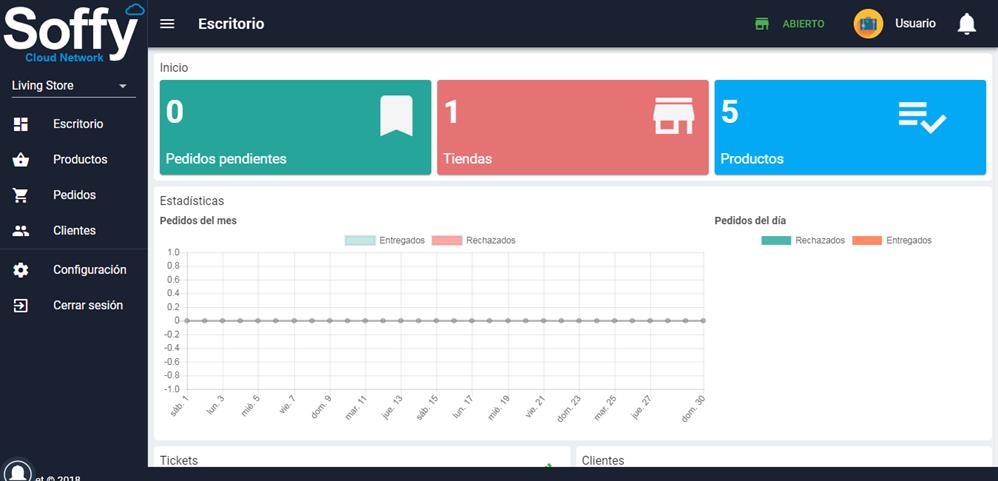 Soffy
Cloud Network
Living Store
Escritorio
Productos
Pedidos
Clientes
Configuración
Cerrar sesión
et © 2018
Escritorio
ABIERTO
Usuario
Inicio
0
Pedidos pendientes
1
Tiendas
5
Productos
Estadísticas
Pedidos del mes
Entregados Rechazados
1.0
0.8
0.6
0.4
0.2
0
-0.2
-0.4
-0.6
-0.8
-1.0
sáb. 1 lun. 3 mié. 5 vie. 7 dom. 9 mar. 11 jue. 13 sáb. 15 lun. 17 mié. 19 vie. 21 dom. 23 mar. 25 jue. 27 dom. 30
Pedidos del día
Rechazados Entregados
Tickets
Clientes